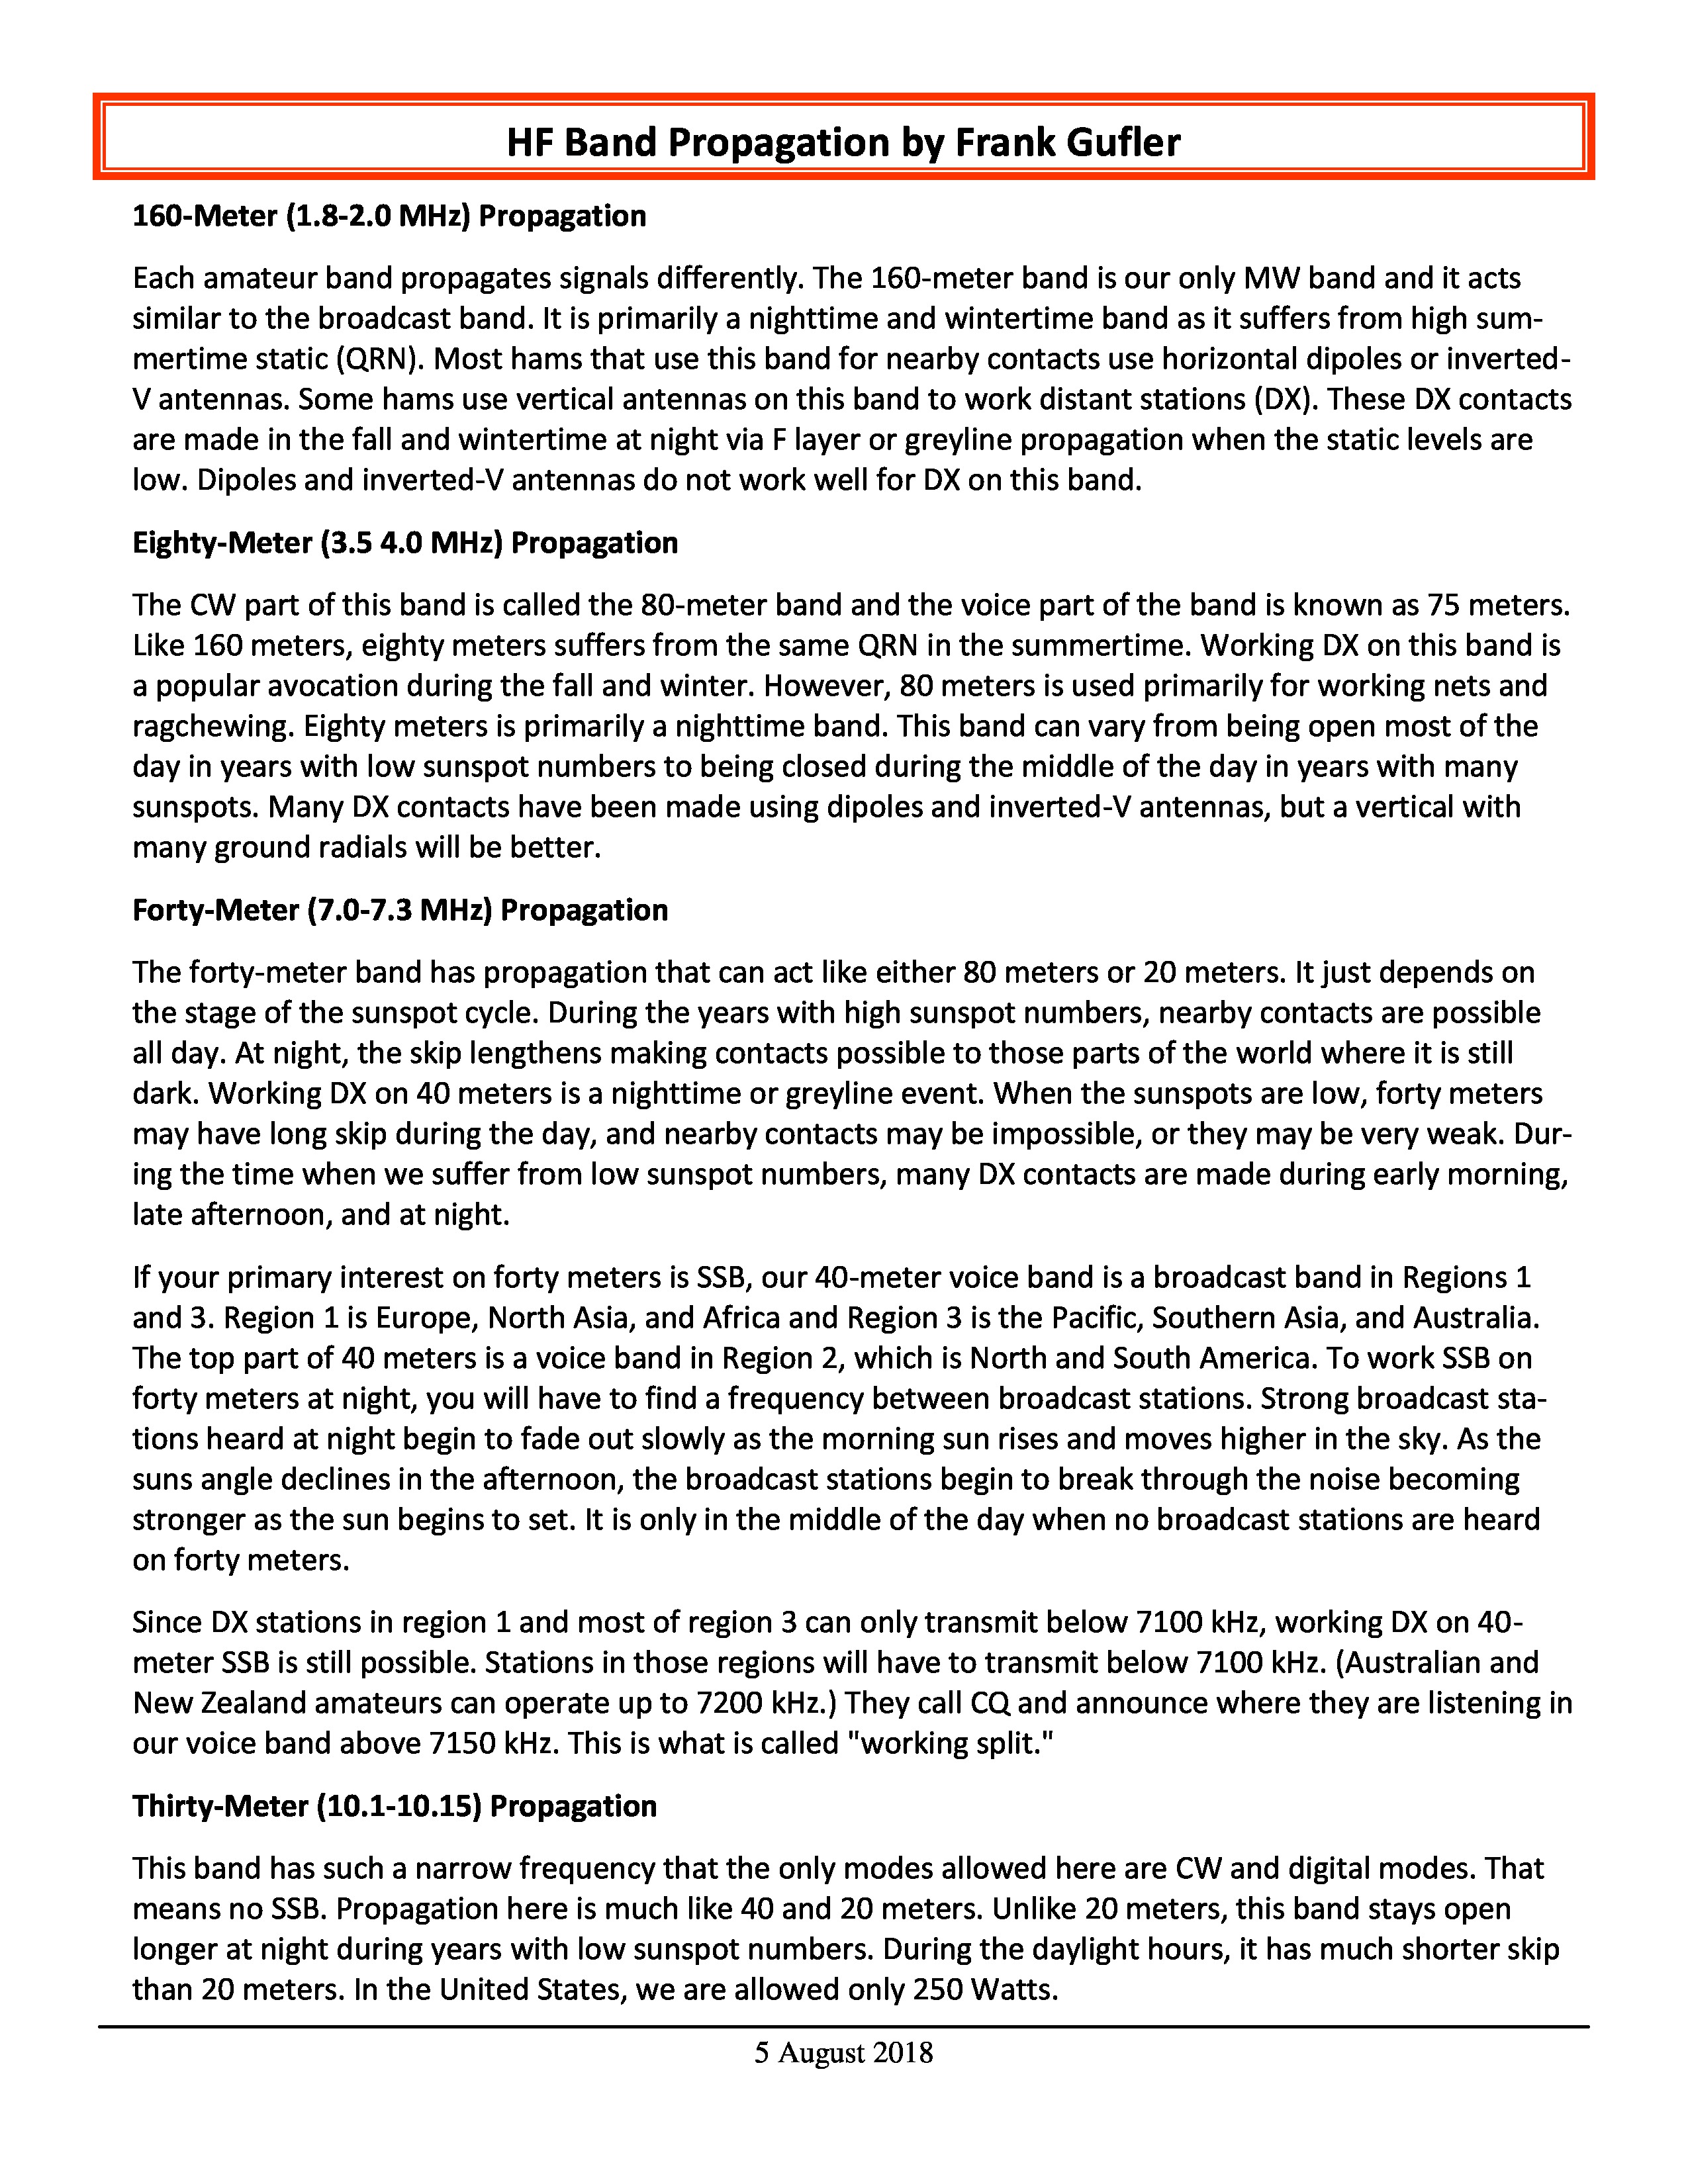 HF Band Propagation by Frank Gufler
160-Meter (1.8-2.0 MHz) Propagation
Each amateur band propagates signals differently. The 160-meter band is our only MW band and it acts
similar to the broadcast band. It is primarily a nighttime and wintertime band as it suffers from high sum-
mertime static (QRN). Most hams that use this band for nearby contacts use horizontal dipoles or inverted-
V antennas. Some hams use vertical antennas on this band to work distant stations (DX). These DX contacts
are made in the fall and wintertime at night via F layer or greyline propagation when the static levels are
low. Dipoles and inverted-V antennas do not work well for DX on this band.
Eighty-Meter (3.5 4.0 MHz) Propagation
The CW part of this band is called the 80-meter band and the voice part of the band is known as 75 meters.
Like 160 meters, eighty meters suffers from the same QRN in the summertime. Working DX on this band is
a popular avocation during the fall and winter. However, 80 meters is used primarily for working nets and
ragchewing. Eighty meters is primarily a nighttime band. This band can vary from being open most of the
day in years with low sunspot numbers to being closed during the middle of the day in years with many
sunspots. Many DX contacts have been made using dipoles and inverted-V antennas, but a vertical with
many ground radials will be better.
Forty-Meter (7.0-7.3 MHz) Propagation
The forty-meter band has propagation that can act like either 80 meters or 20 meters. It just depends on
the stage of the sunspot cycle. During the years with high sunspot numbers, nearby contacts are possible
all day. At night, the skip lengthens making contacts possible to those parts of the world where it is still
dark. Working DX on 40 meters is a nighttime or greyline event. When the sunspots are low, forty meters
may have long skip during the day, and nearby contacts may be impossible, or they may be very weak. Dur-
ing the time when we suffer from low sunspot numbers, many DX contacts are made during early morning,
late afternoon, and at night.
If your primary interest on forty meters is SSB, our 40-meter voice band is a broadcast band in Regions 1
and 3. Region 1 is Europe, North Asia, and Africa and Region 3 is the Pacific, Southern Asia, and Australia.
The top part of 40 meters is a voice band in Region 2, which is North and South America. To work SSB on
forty meters at night, you will have to find a frequency between broadcast stations. Strong broadcast sta-
tions heard at night begin to fade out slowly as the morning sun rises and moves higher in the sky. As the
suns angle declines in the afternoon, the broadcast stations begin to break through the noise becoming
stronger as the sun begins to set. It is only in the middle of the day when no broadcast stations are heard
on forty meters.
Since DX stations in region 1 and most of region 3 can only transmit below 7100 kHz, working DX on 40-
meter SSB is still possible. Stations in those regions will have to transmit below 7100 kHz. (Australian and
New Zealand amateurs can operate up to 7200 kHz.) They call CQ and announce where they are listening in
our voice band above 7150 kHz. This is what is called "working split."
Thirty-Meter (10.1-10.15) Propagation
This band has such a narrow frequency that the only modes allowed here are CW and digital modes. That
means no SSB. Propagation here is much like 40 and 20 meters. Unlike 20 meters, this band stays open
longer at night during years with low sunspot numbers. During the daylight hours, it has much shorter skip
than 20 meters. In the United States, we are allowed only 250 Watts.
5 August 2018